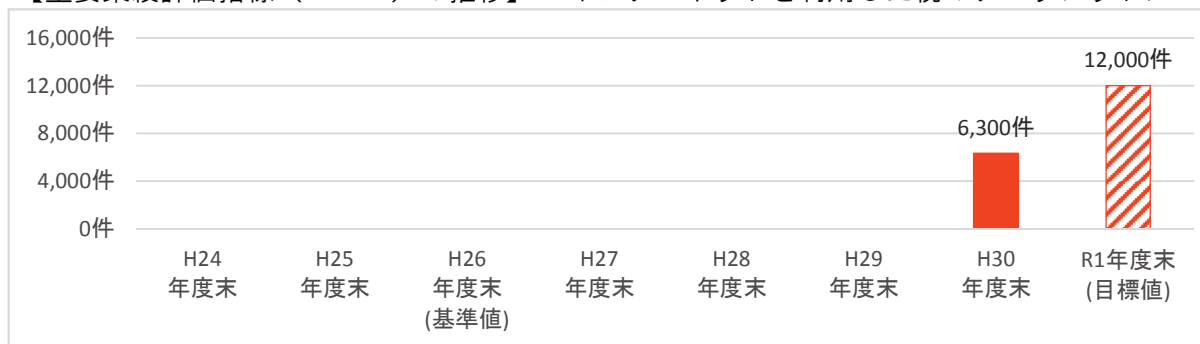 16,000件
12,000件
8,000件
4,000件
0件
6,300件
12,000件
H24
年度末
H25
年度末
H26
年度末
(基準値)
H27
年度末
H28
年度末
H29
年度末
H30
年度末
R1年度末
(目標値)